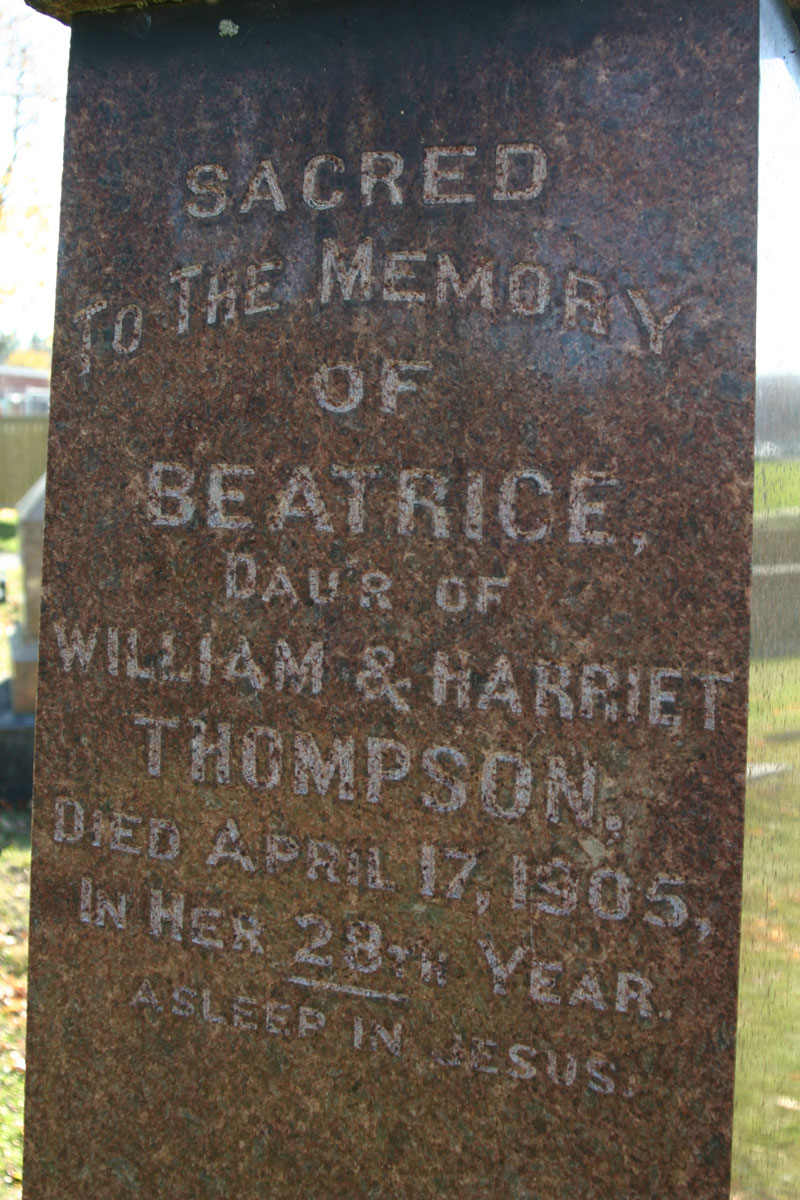 SACRED
TO THE MEMORY
OF
BEATRICE,
DAU'R OF
WILLIAM & HARRIET
THOMPSON.
DIED APRIL 17, 1905,
IN HER 28TH YEAR.
ASLEEP IN JESUS.